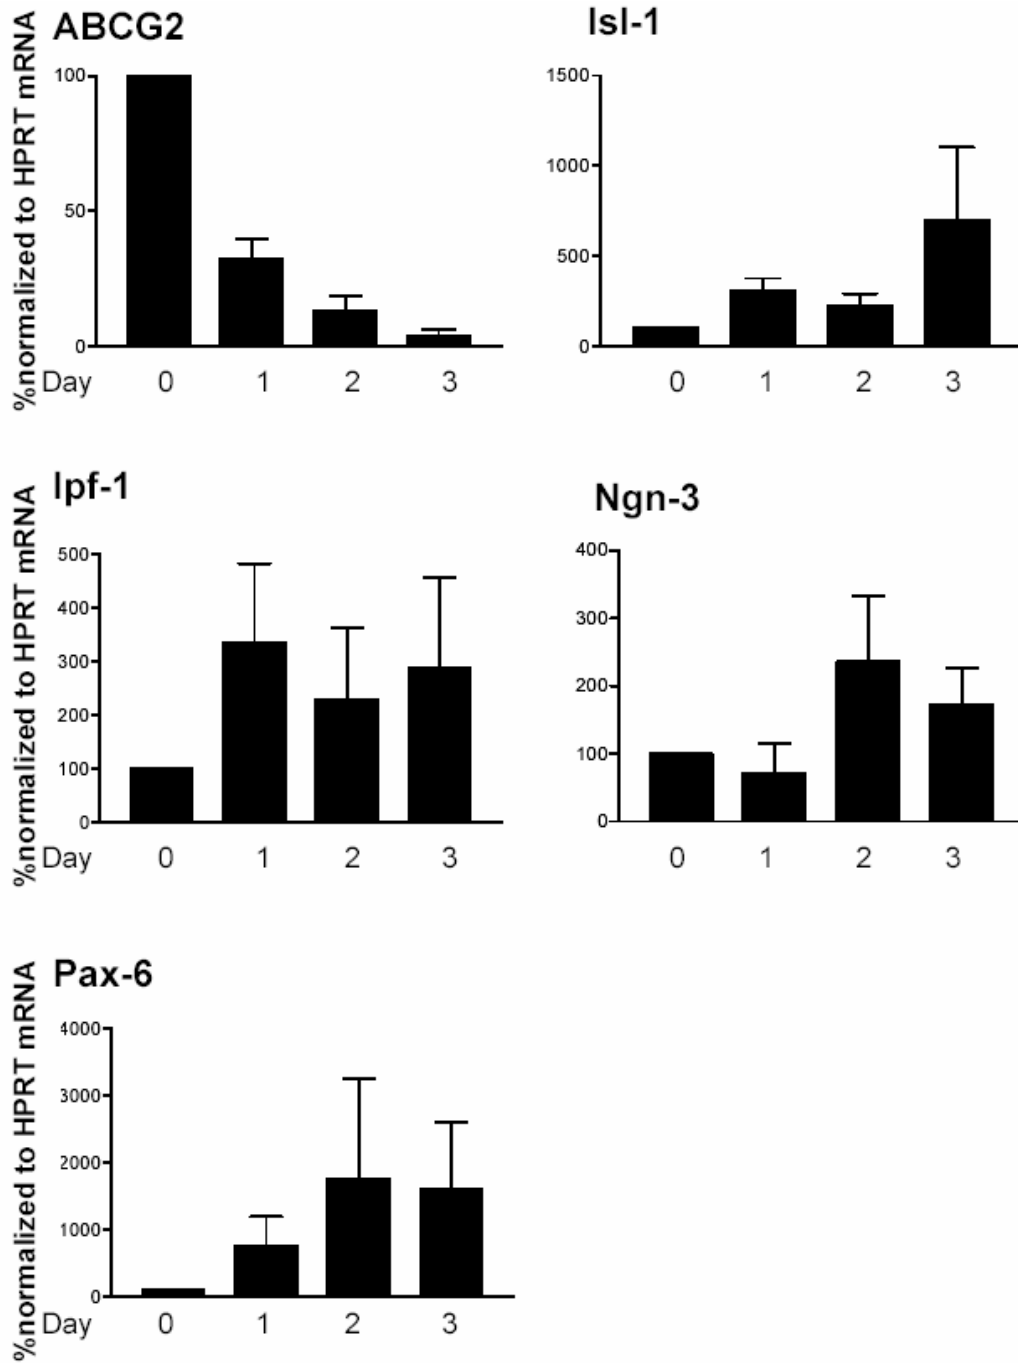 ABCG2
%normalized to HPRT mRNA
100
50
0
Day 0 1 2 3
Isl-1
1500
1000
500
0
0 1 2 3
Ipf-1
%normalized to HPRT mRNA
500
400
300
200
100
0
Day 0 1 2 3
Ngn-3
400
300
200
100
0
0 1 2 3
Pax-6
%normalized to HPRT mRNA
4000
3000
2000
1000
0
Day 0 1 2 3